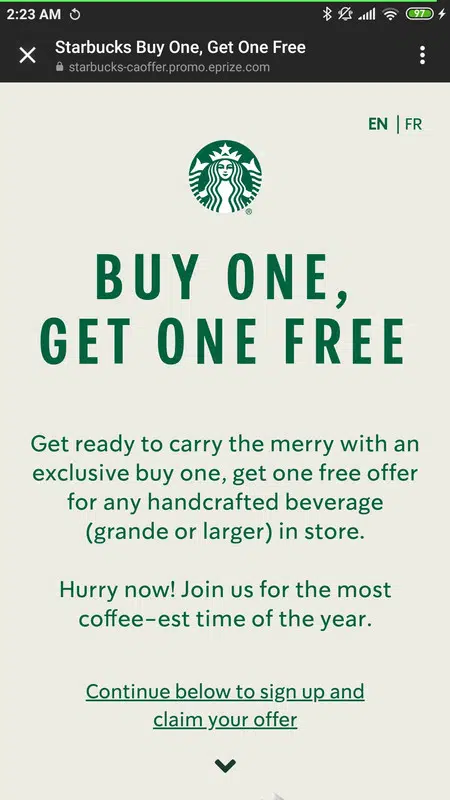 2:23 AM
97
Starbucks Buy One, Get One Free
starbucks-caoffer.promo.eprize.com
EN | FR
®
BUY ONE,
GET ONE FREE
Get ready to carry the merry with an
exclusive buy one, get one free offer
for any handcrafted beverage
(grande or larger) in store.
Hurry now! Join us for the most
coffee-est time of the year.
Continue below to sign up and
claim your offer